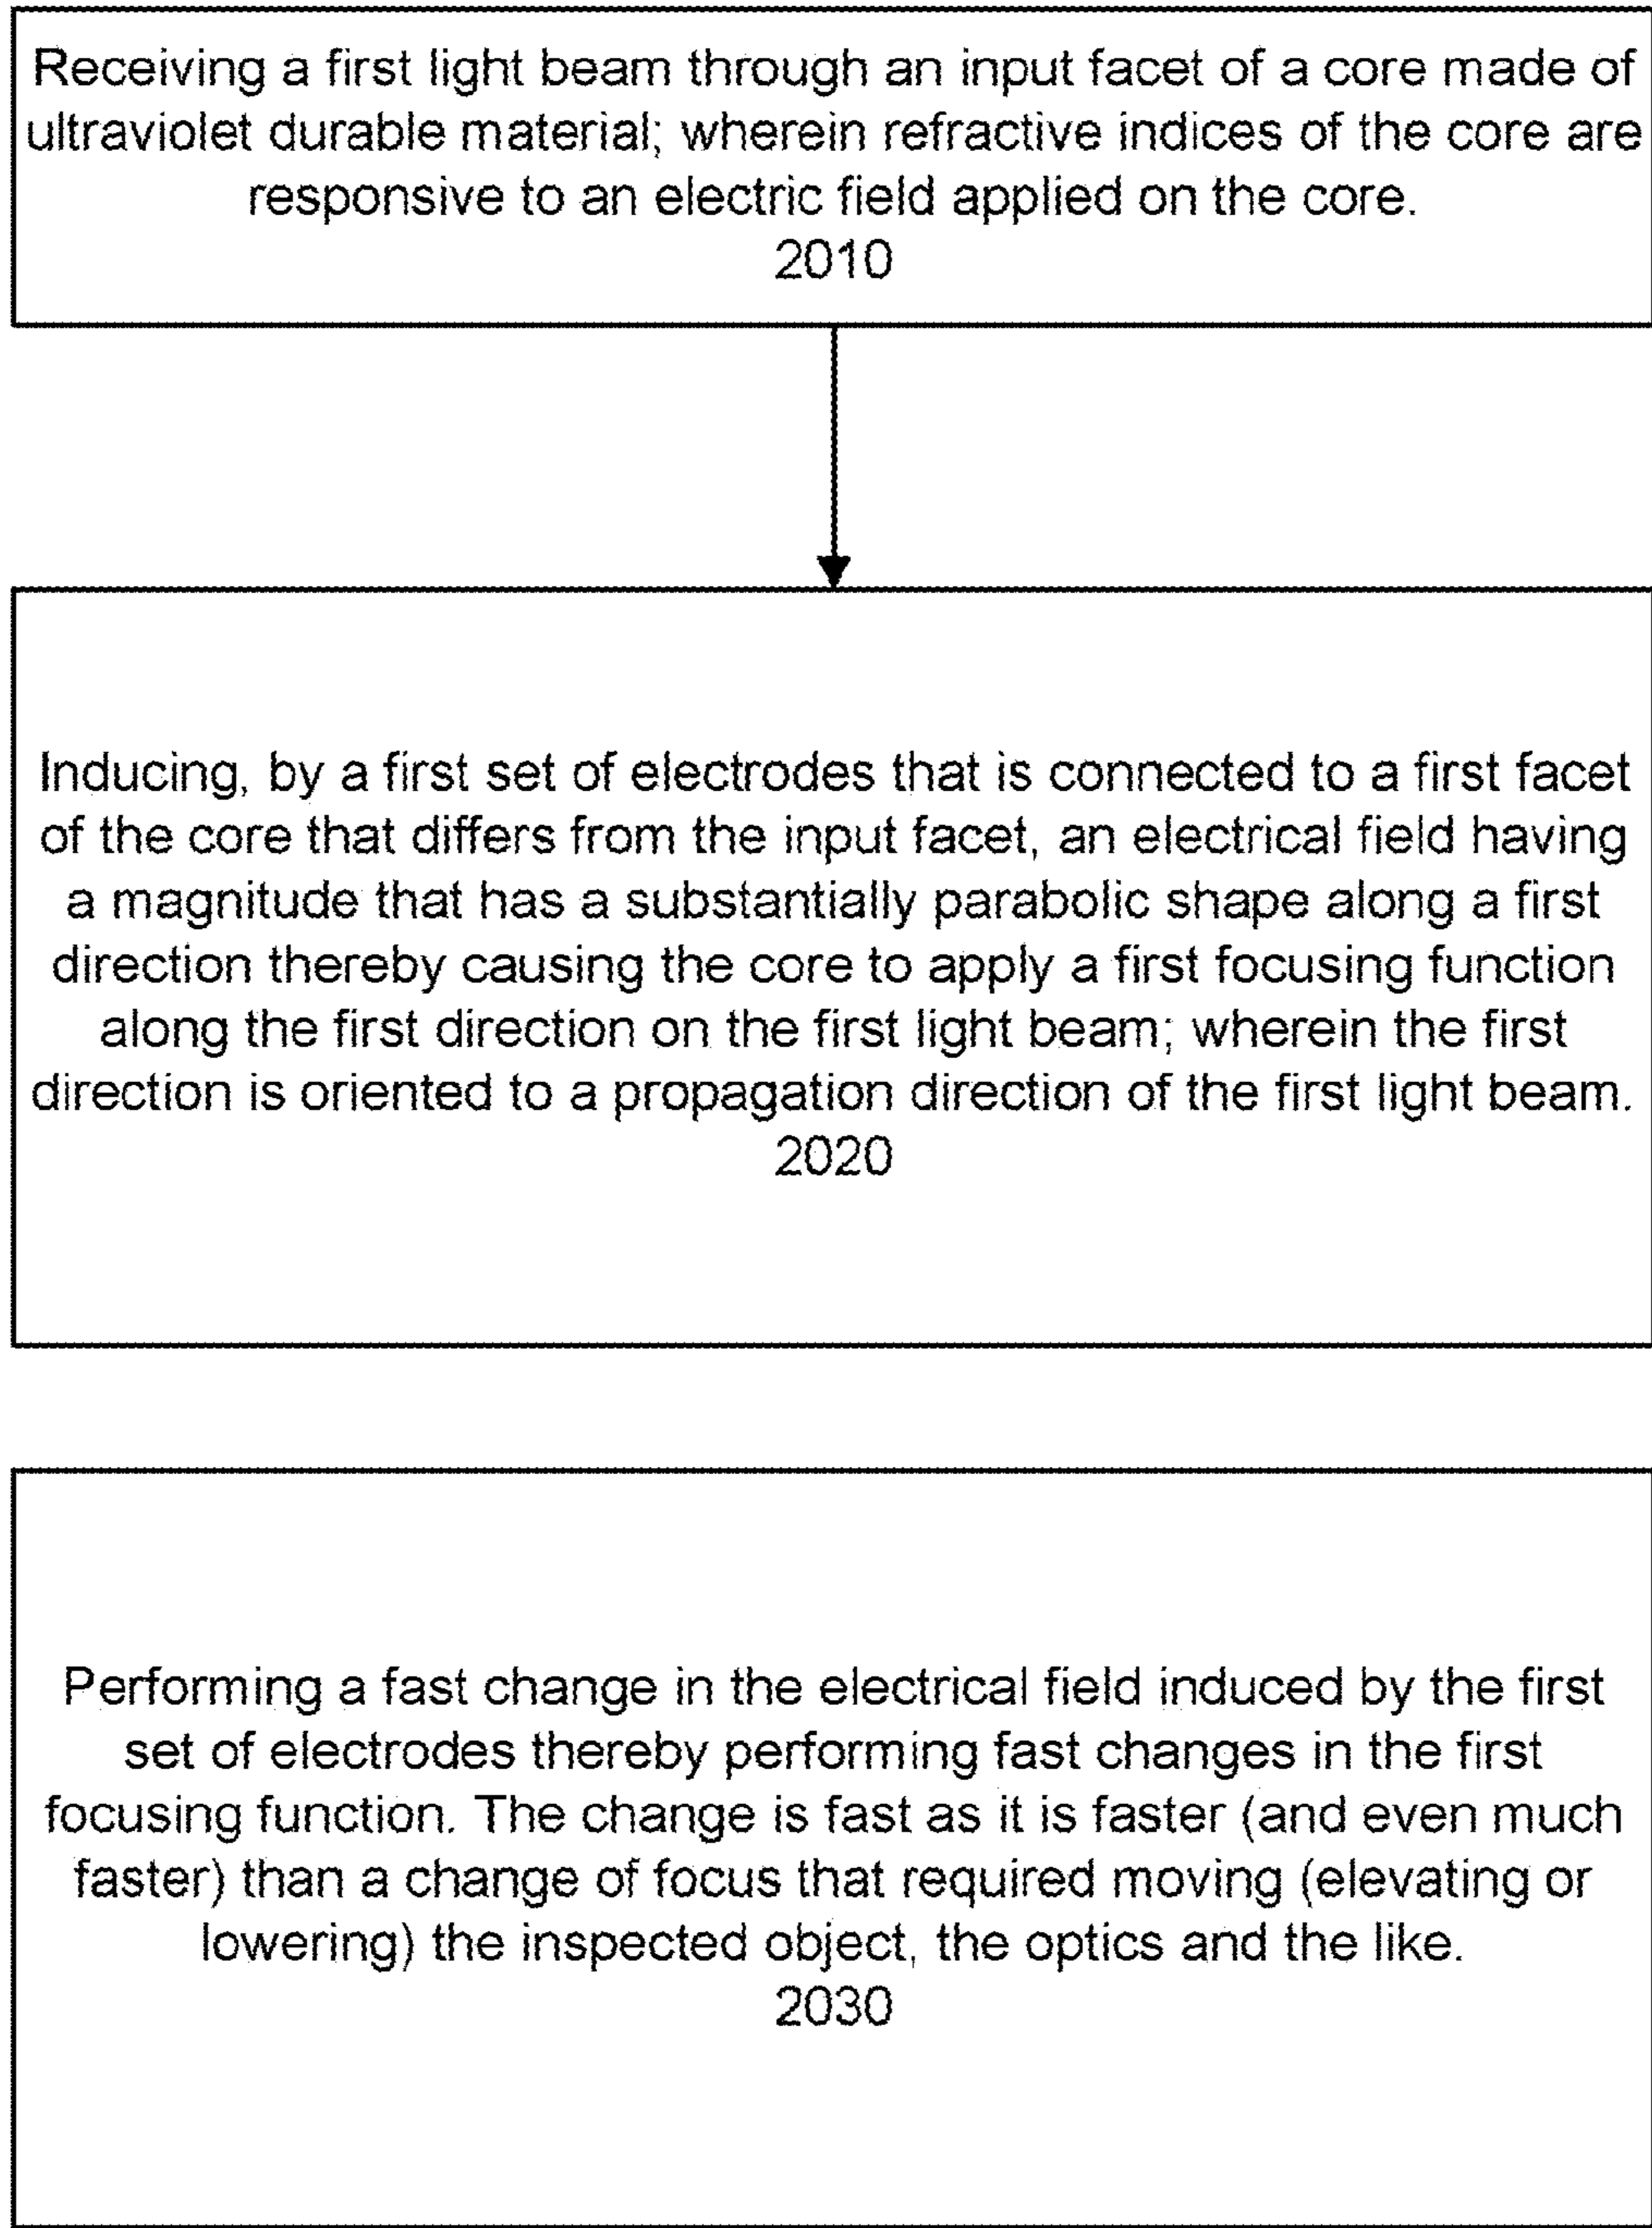 Receiving a first light beam through an input facet of a core made of
ultraviolet durable material; wherein refractive indices of the core are
responsive to an electric field applied on the core.
2010
Inducing, by a first set of electrodes that is connected to a first facet
of the core that differs from the input facet, an electrical field having
a magnitude that has a substantially parabolic shape along a first
direction thereby causing the core to apply a first focusing function
along the first direction on the first light beam; wherein the first
direction is oriented to a propagation direction of the first light beam.
2020
Performing a fast change in the electrical field induced by the first
set of electrodes thereby performing fast changes in the first
focusing function. The change is fast as it is faster (and even much
faster) than a change of focus that required moving (elevating or
lowering) the inspected object, the optics and the like.
2030